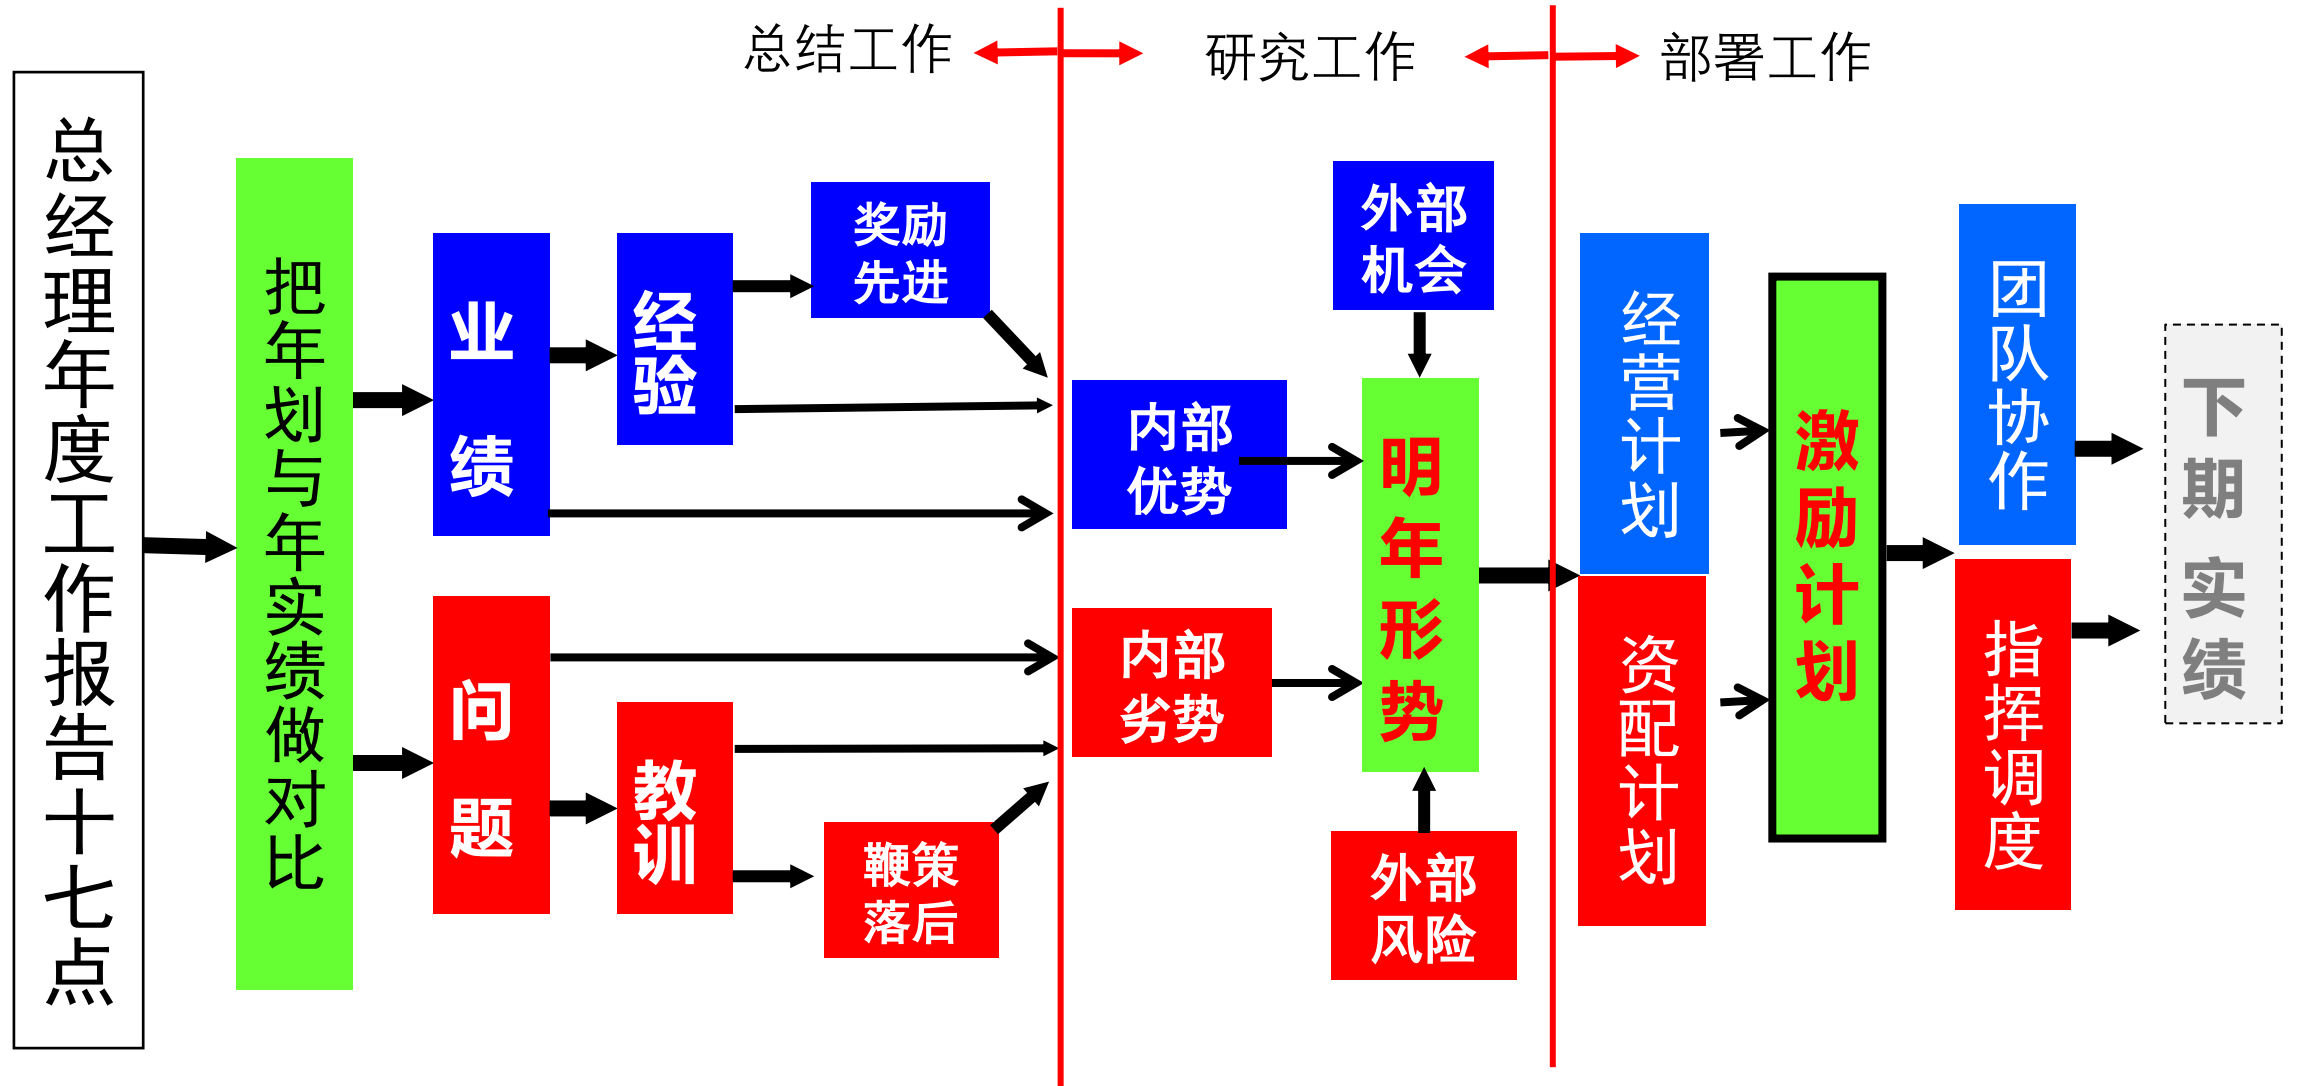 总结工作
研究工作
部署工作
总经理年度工作报告十七点
把年划与年实绩做对比
业绩
经验
奖励
先进
问题
教训
鞭策
落后
内部
优势
内部
劣势
外部
机会
明年形势
外部
风险
经营计划
资配计划
激励计划
团队协作
指挥调度
下期实绩